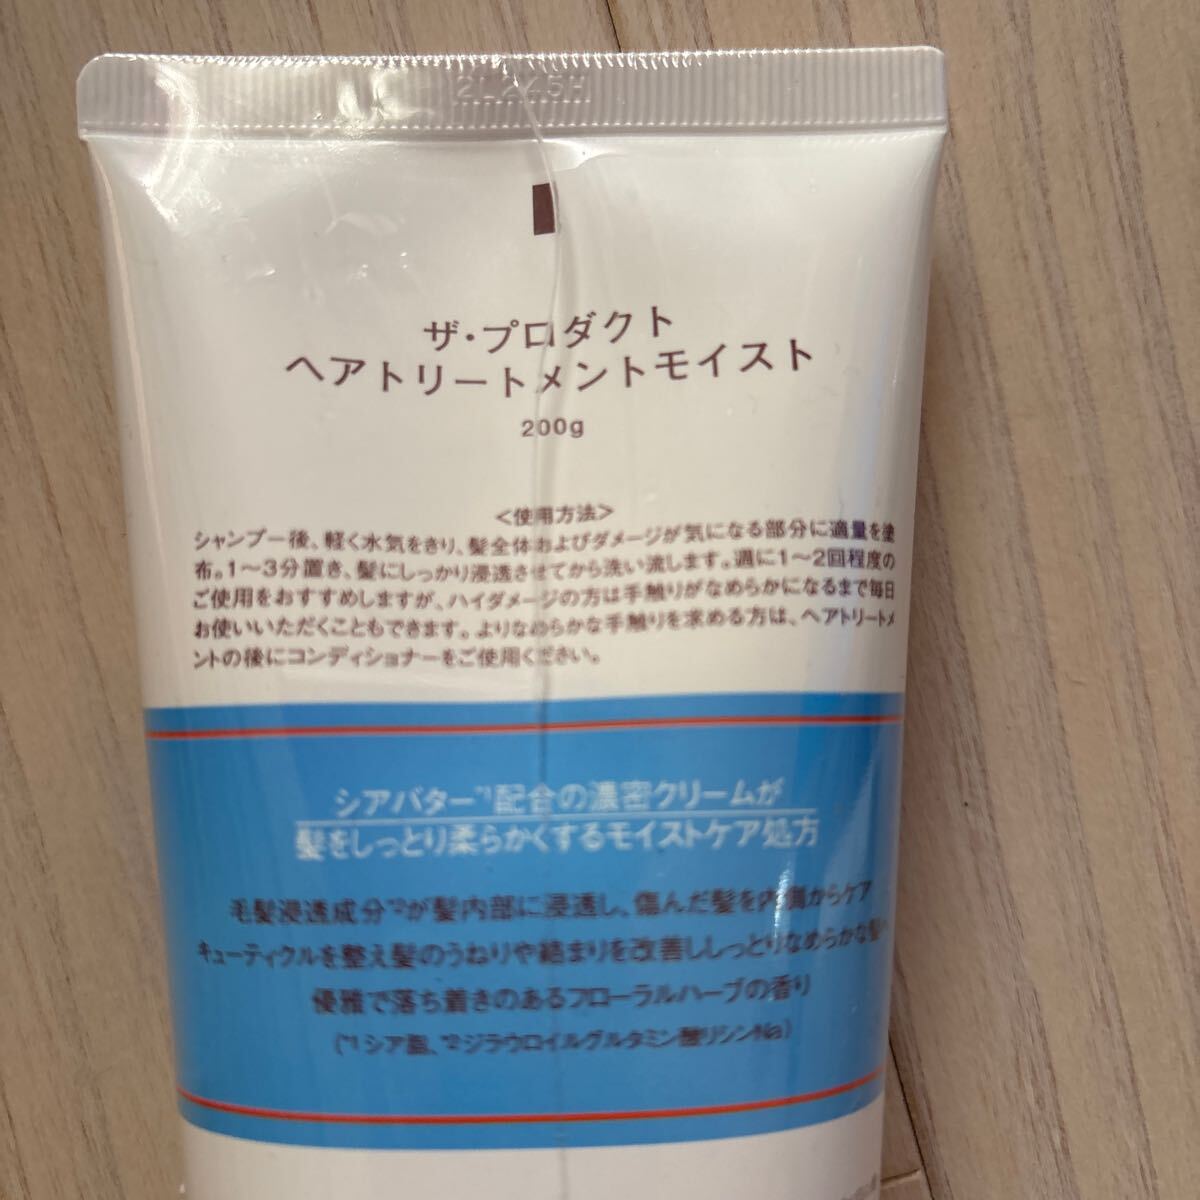 ザ・プロダクト
ヘアトリートメントモイスト
200g
<使用方法>
シャンプー後、軽く水気をきり、髪全体およびダメージが気になる部分に適量を塗
布。1〜3分置き、髪にしっかり浸透させてから洗い流します。週に1〜2回程度の
ご使用をおすすめしますが、ハイダメージの方は手触りがなめらかになるまで毎日
お使いいただくこともできます。よりなめらかな手触りを求める方は、ヘアトリートメ
ントの後にコンディショナーをご使用ください。
シアバター*1配合の濃密クリームが
髪をしっとり柔らかくするモイストケア処方
毛髪浸透成分*2が髪内部に浸透し、傷んだ髪を内側からケア
キューティクルを整え髪のうねりや絡まりを改善ししっとりなめらかな髪へ
優雅で落ち着きのあるフローラルハーブの香り
(*1 シア脂、*2ジラウロイルグルタミン酸リシンNa)